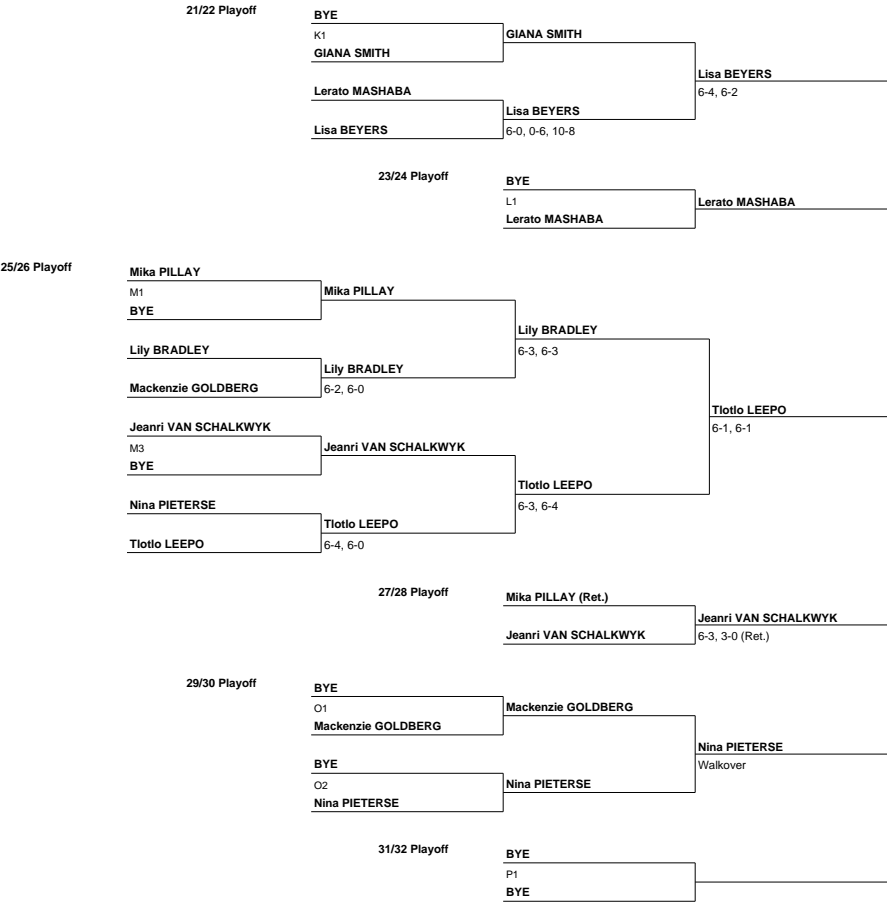 21/22 Playoff
BYE
K1
GIANA SMITH
GIANA SMITH
Lerato MASHABA
Lisa BEYERS
Lisa BEYERS
6-0, 0-6, 10-8
Lisa BEYERS
6-4, 6-2
23/24 Playoff
BYE
L1
Lerato MASHABA
Lerato MASHABA
25/26 Playoff
Mika PILLAY
M1
BYE
Mika PILLAY
Lily BRADLEY
Mackenzie GOLDBERG
Lily BRADLEY
6-2, 6-0
Lily BRADLEY
6-3, 6-3
Jeanri VAN SCHALKWYK
M3
BYE
Jeanri VAN SCHALKWYK
Nina PIETERSE
Tlotlo LEEPO
Tlotlo LEEPO
6-4, 6-0
Tlotlo LEEPO
6-3, 6-4
Tlotlo LEEPO
6-1, 6-1
27/28 Playoff
Mika PILLAY (Ret.)
Jeanri VAN SCHALKWYK
Jeanri VAN SCHALKWYK
6-3, 3-0 (Ret.)
29/30 Playoff
BYE
O1
Mackenzie GOLDBERG
Mackenzie GOLDBERG
BYE
O2
Nina PIETERSE
Nina PIETERSE
Nina PIETERSE
Walkover
31/32 Playoff
BYE
P1
BYE